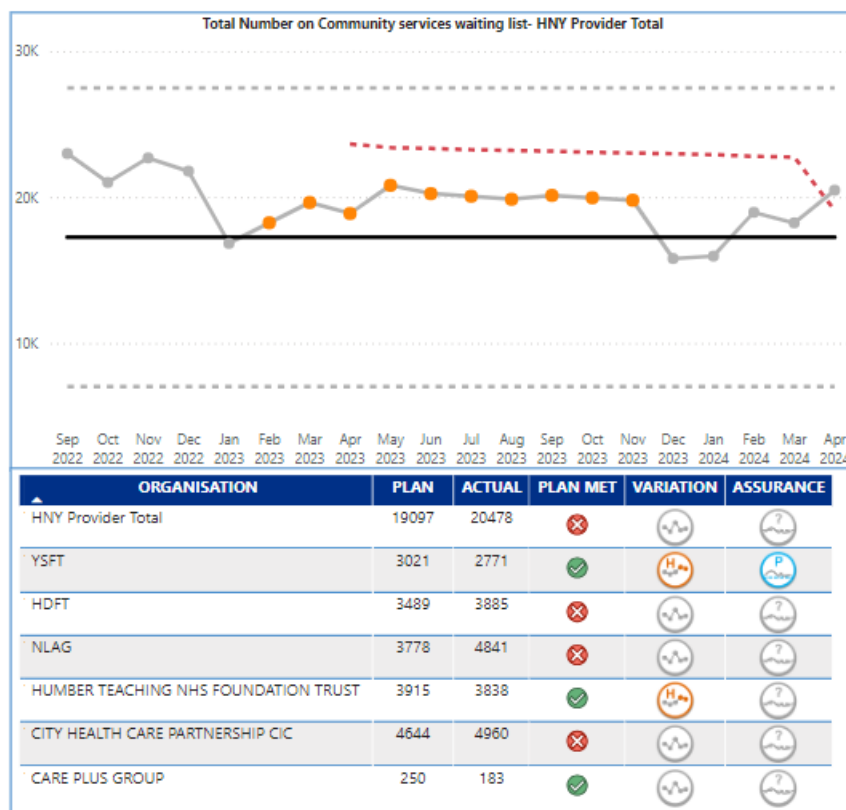 Total Number on Community services waiting list- HNY Provider Total
30K
20K
10K
Sep Oct Nov Dec Jan Feb Mar Apr May Jun Jul Aug Sep Oct Nov Dec Jan Feb Mar Apr
2022 2022 2022 2022 2023 2023 2023 2023 2023 2023 2023 2023 2023 2023 2023 2023 2024 2024 2024 2024
ORGANISATION PLAN ACTUAL PLAN MET VARIATION ASSURANCE
HNY Provider Total 19097 20478 ?
YSFT 3021 2771 H P
HDFT 3489 3885 ?
NLAG 3778 4841 ?
HUMBER TEACHING NHS FOUNDATION TRUST 3915 3838 H ?
CITY HEALTH CARE PARTNERSHIP CIC 4644 4960 ?
CARE PLUS GROUP 250 183 ?